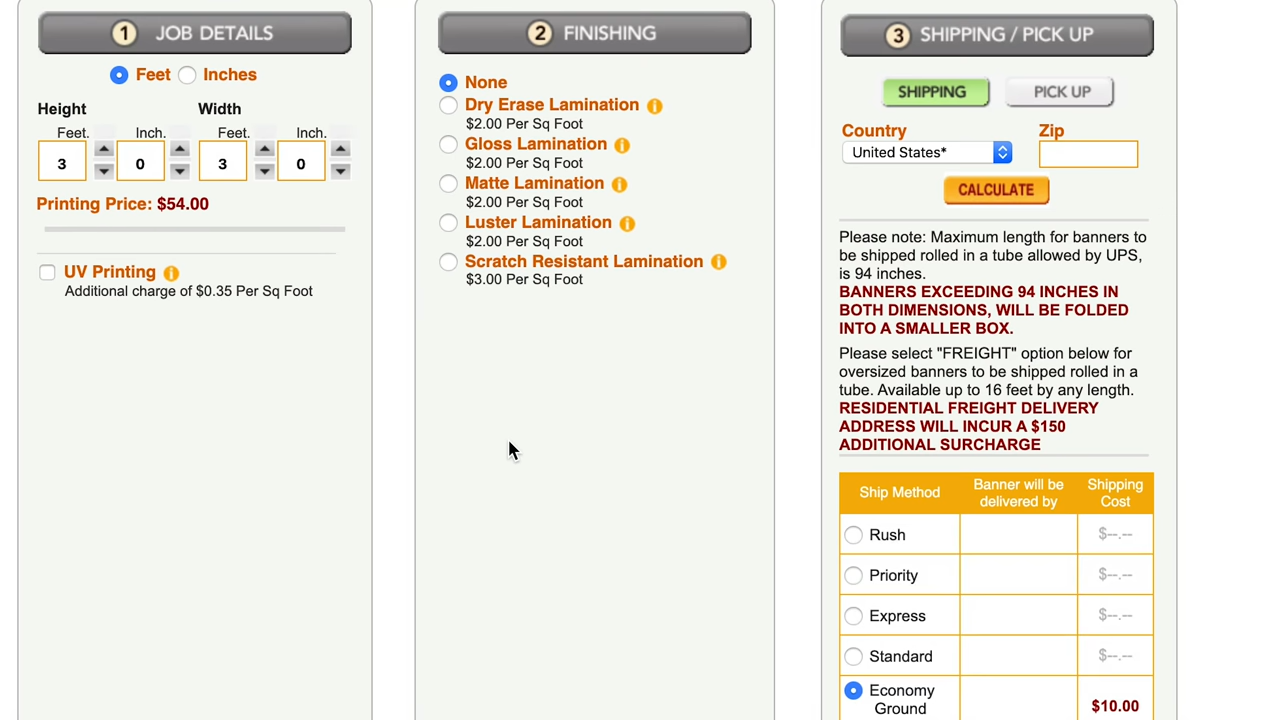 1 JOB DETAILS
Feet Inches
Height Width
Feet. Inch. Feet. Inch.
3 0 3 0
Printing Price: $54.00
UV Printing i
Additional charge of $0.35 Per Sq Foot
2 FINISHING
None
Dry Erase Lamination i
$2.00 Per Sq Foot
Gloss Lamination i
$2.00 Per Sq Foot
Matte Lamination i
$2.00 Per Sq Foot
Luster Lamination i
$2.00 Per Sq Foot
Scratch Resistant Lamination i
$3.00 Per Sq Foot
3 SHIPPING / PICK UP
SHIPPING PICK UP
Country Zip
United States*
CALCULATE
Please note: Maximum length for banners to
be shipped rolled in a tube allowed by UPS,
is 94 inches.
BANNERS EXCEEDING 94 INCHES IN
BOTH DIMENSIONS, WILL BE FOLDED
INTO A SMALLER BOX.
Please select "FREIGHT" option below for
oversized banners to be shipped rolled in a
tube. Available up to 16 feet by any length.
RESIDENTIAL FREIGHT DELIVERY
ADDRESS WILL INCUR A $150
ADDITIONAL SURCHARGE
Ship Method Banner will be Shipping
delivered by Cost
Rush $--.--
Priority $--.--
Express $--.--
Standard $--.--
Economy
Ground $10.00